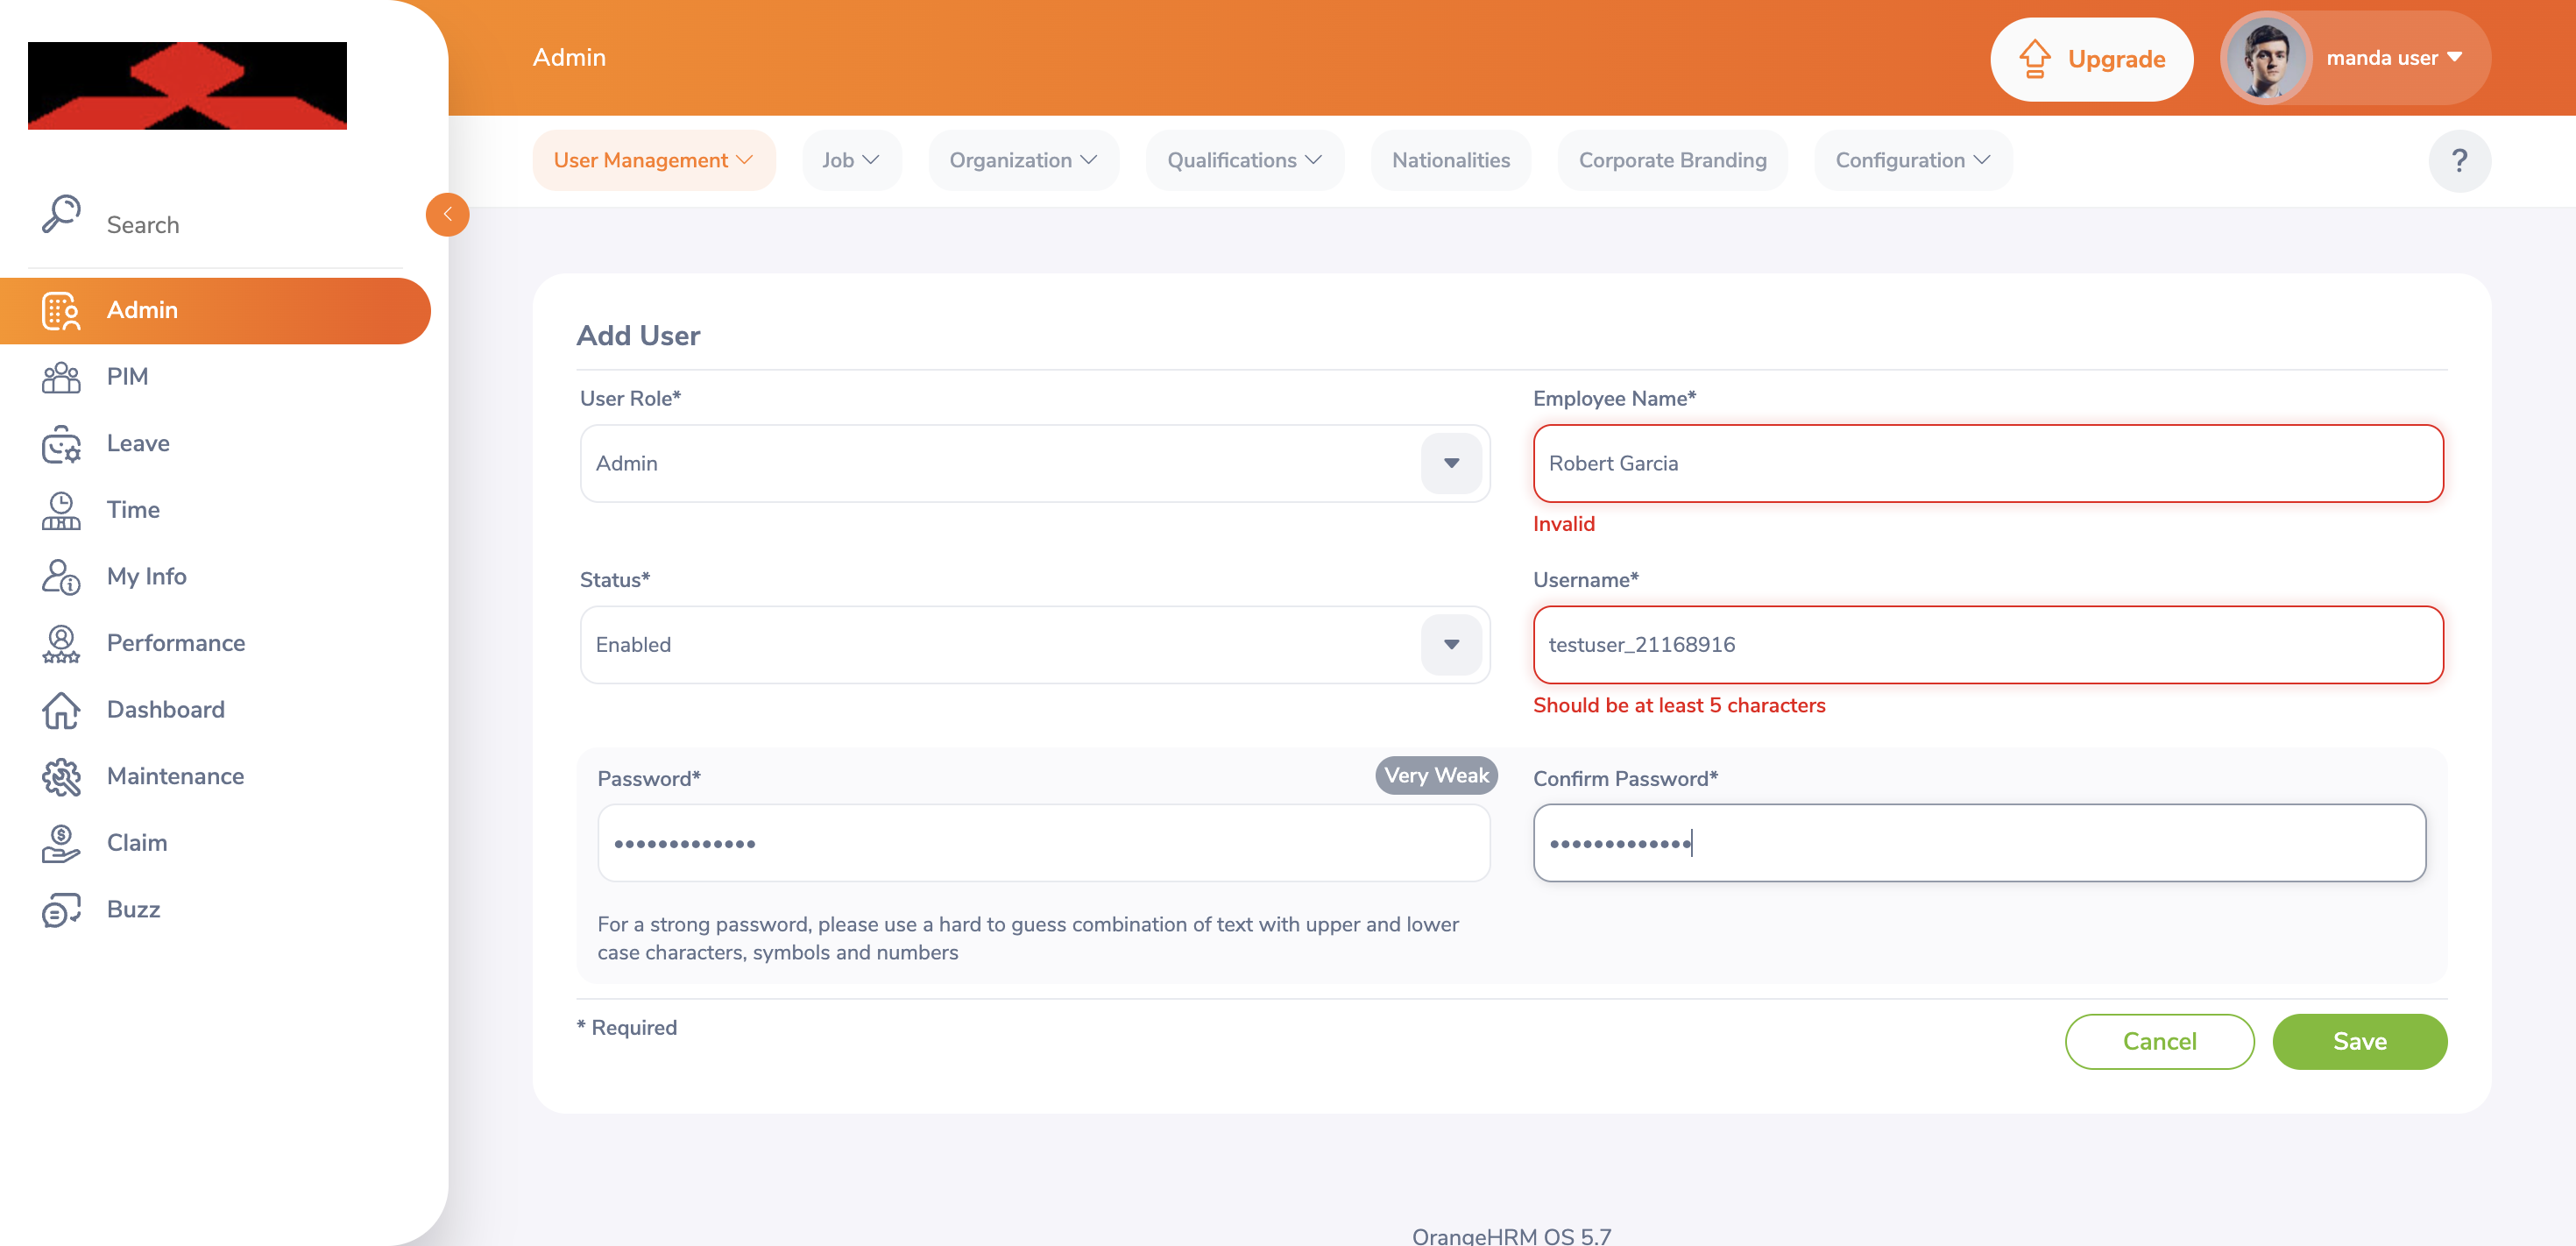 Admin
Upgrade
manda user
User Management
Job
Organization
Qualifications
Nationalities
Corporate Branding
Configuration
?
Search
Admin
PIM
Leave
Time
My Info
Performance
Dashboard
Maintenance
Claim
Buzz
Add User
User Role*
Admin
Employee Name*
Robert Garcia
Invalid
Status*
Enabled
Username*
testuser_21168916
Should be at least 5 characters
Password*
Very Weak
•••••••••••••
Confirm Password*
•••••••••••••
For a strong password, please use a hard to guess combination of text with upper and lower
case characters, symbols and numbers
* Required
Cancel
Save
OrangeHRM OS 5.7